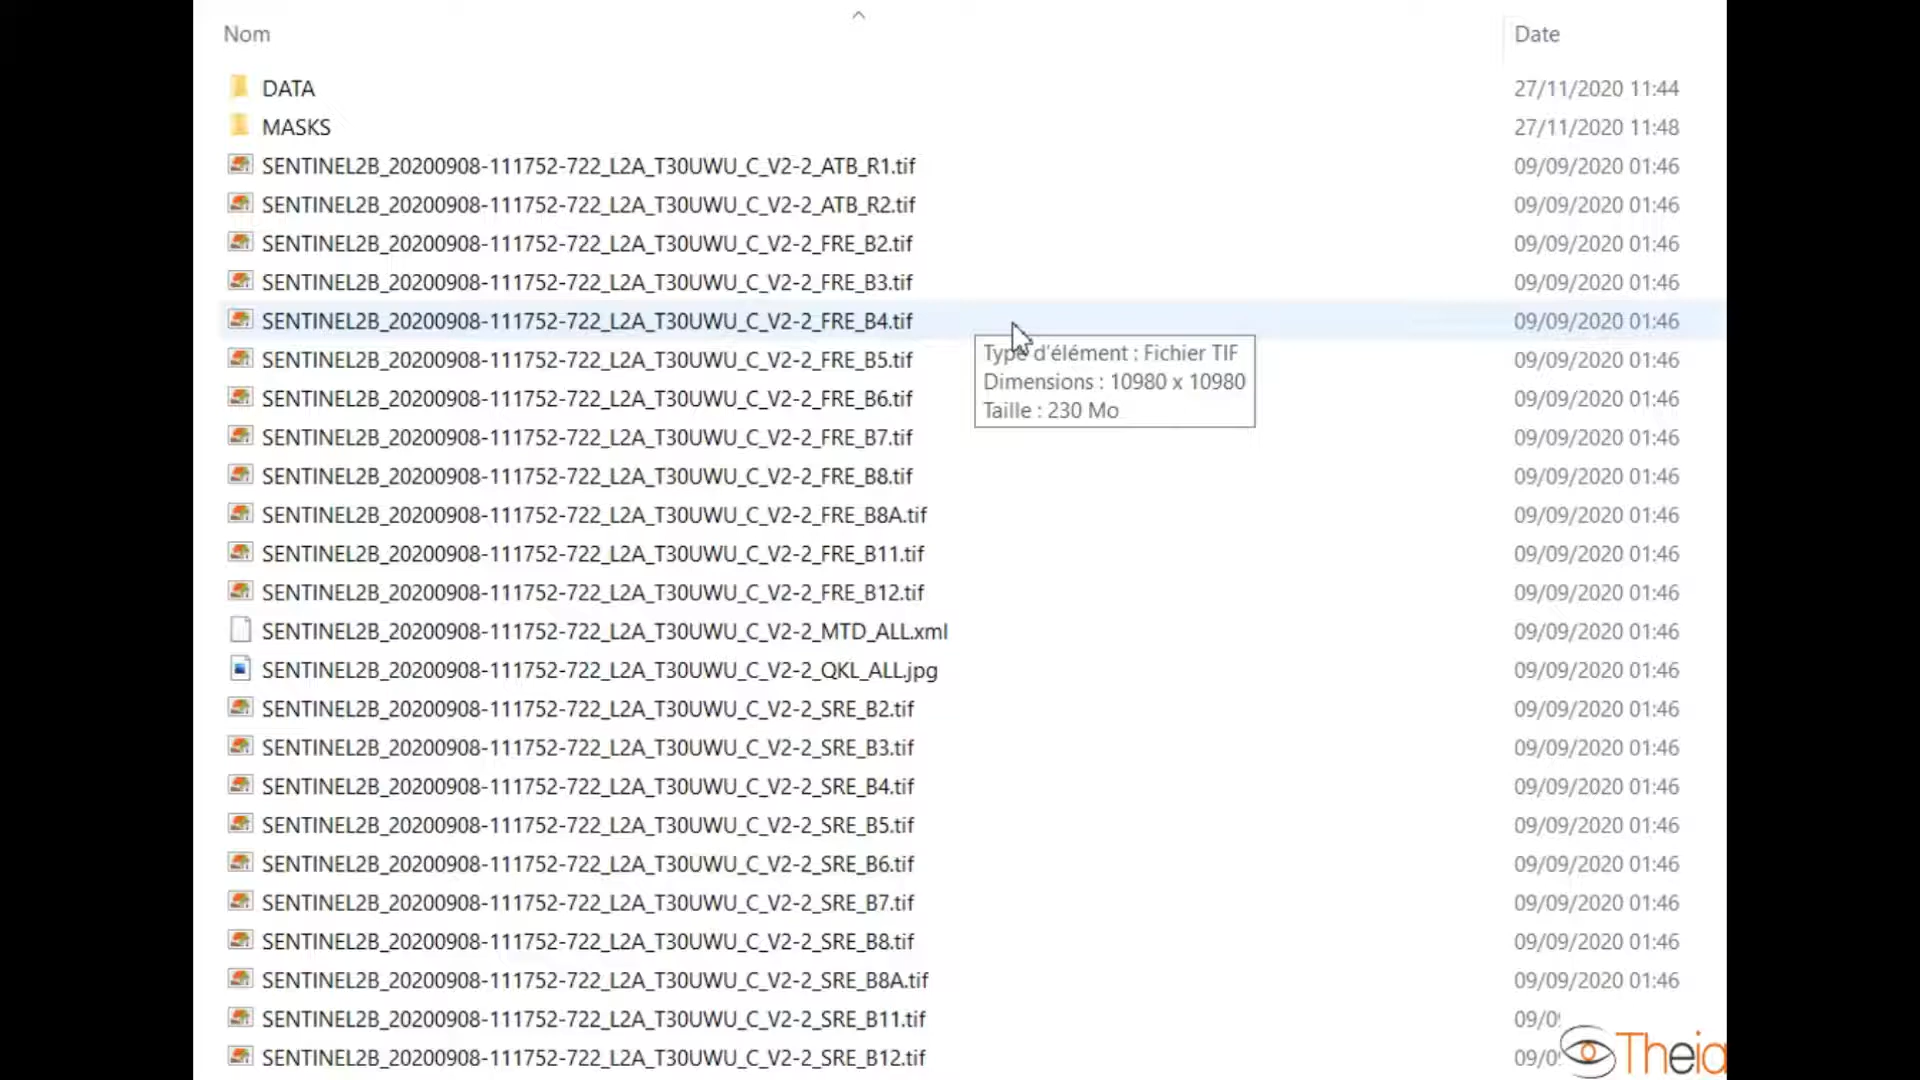 Nom Date
DATA 27/11/2020 11:44
MASKS 27/11/2020 11:48
SENTINEL2B_20200908-111752-722_L2A_T30UWU_C_V2-2_ATB_R1.tif 09/09/2020 01:46
SENTINEL2B_20200908-111752-722_L2A_T30UWU_C_V2-2_ATB_R2.tif 09/09/2020 01:46
SENTINEL2B_20200908-111752-722_L2A_T30UWU_C_V2-2_FRE_B2.tif 09/09/2020 01:46
SENTINEL2B_20200908-111752-722_L2A_T30UWU_C_V2-2_FRE_B3.tif 09/09/2020 01:46
SENTINEL2B_20200908-111752-722_L2A_T30UWU_C_V2-2_FRE_B4.tif 09/09/2020 01:46
Type d'élément : Fichier TIF
Dimensions : 10980 x 10980
Taille : 230 Mo
SENTINEL2B_20200908-111752-722_L2A_T30UWU_C_V2-2_FRE_B5.tif 09/09/2020 01:46
SENTINEL2B_20200908-111752-722_L2A_T30UWU_C_V2-2_FRE_B6.tif 09/09/2020 01:46
SENTINEL2B_20200908-111752-722_L2A_T30UWU_C_V2-2_FRE_B7.tif 09/09/2020 01:46
SENTINEL2B_20200908-111752-722_L2A_T30UWU_C_V2-2_FRE_B8.tif 09/09/2020 01:46
SENTINEL2B_20200908-111752-722_L2A_T30UWU_C_V2-2_FRE_B8A.tif 09/09/2020 01:46
SENTINEL2B_20200908-111752-722_L2A_T30UWU_C_V2-2_FRE_B11.tif 09/09/2020 01:46
SENTINEL2B_20200908-111752-722_L2A_T30UWU_C_V2-2_FRE_B12.tif 09/09/2020 01:46
SENTINEL2B_20200908-111752-722_L2A_T30UWU_C_V2-2_MTD_ALL.xml 09/09/2020 01:46
SENTINEL2B_20200908-111752-722_L2A_T30UWU_C_V2-2_QKL_ALL.jpg 09/09/2020 01:46
SENTINEL2B_20200908-111752-722_L2A_T30UWU_C_V2-2_SRE_B2.tif 09/09/2020 01:46
SENTINEL2B_20200908-111752-722_L2A_T30UWU_C_V2-2_SRE_B3.tif 09/09/2020 01:46
SENTINEL2B_20200908-111752-722_L2A_T30UWU_C_V2-2_SRE_B4.tif 09/09/2020 01:46
SENTINEL2B_20200908-111752-722_L2A_T30UWU_C_V2-2_SRE_B5.tif 09/09/2020 01:46
SENTINEL2B_20200908-111752-722_L2A_T30UWU_C_V2-2_SRE_B6.tif 09/09/2020 01:46
SENTINEL2B_20200908-111752-722_L2A_T30UWU_C_V2-2_SRE_B7.tif 09/09/2020 01:46
SENTINEL2B_20200908-111752-722_L2A_T30UWU_C_V2-2_SRE_B8.tif 09/09/2020 01:46
SENTINEL2B_20200908-111752-722_L2A_T30UWU_C_V2-2_SRE_B8A.tif 09/09/2020 01:46
SENTINEL2B_20200908-111752-722_L2A_T30UWU_C_V2-2_SRE_B11.tif
SENTINEL2B_20200908-111752-722_L2A_T30UWU_C_V2-2_SRE_B12.tif
Theia